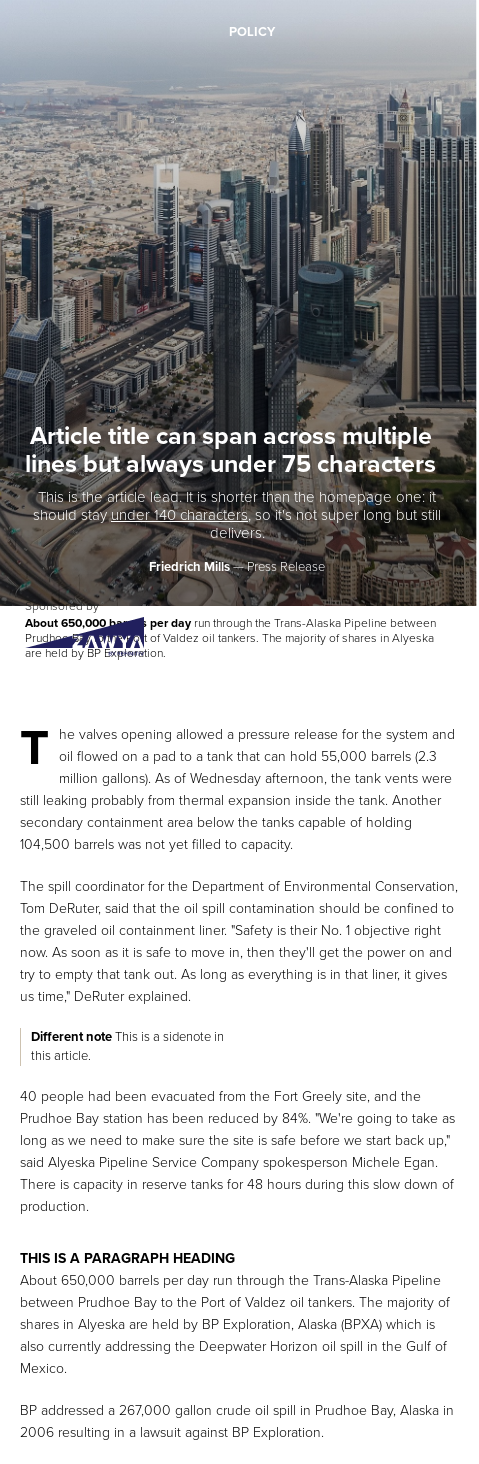 POLICY
Article title can span across multiple
lines but always under 75 characters
This is the article lead. It is shorter than the homepage one: it
should stay under 140 characters, so it's not super long but still
delivers.
Friedrich Mills — Press Release
Sponsored by
About 650,000 barrels per day run through the Trans-Alaska Pipeline between
Prudhoe Bay to the Port of Valdez oil tankers. The majority of shares in Alyeska
are held by BP Exploration.
ZAWYA
The valves opening allowed a pressure release for the system and
oil flowed on a pad to a tank that can hold 55,000 barrels (2.3
million gallons). As of Wednesday afternoon, the tank vents were
still leaking probably from thermal expansion inside the tank. Another
secondary containment area below the tanks capable of holding
104,500 barrels was not yet filled to capacity.
The spill coordinator for the Department of Environmental Conservation,
Tom DeRuter, said that the oil spill contamination should be confined to
the graveled oil containment liner. "Safety is their No. 1 objective right
now. As soon as it is safe to move in, then they'll get the power on and
try to empty that tank out. As long as everything is in that liner, it gives
us time," DeRuter explained.
Different note This is a sidenote in
this article.
40 people had been evacuated from the Fort Greely site, and the
Prudhoe Bay station has been reduced by 84%. "We're going to take as
long as we need to make sure the site is safe before we start back up,"
said Alyeska Pipeline Service Company spokesperson Michele Egan.
There is capacity in reserve tanks for 48 hours during this slow down of
production.
THIS IS A PARAGRAPH HEADING
About 650,000 barrels per day run through the Trans-Alaska Pipeline
between Prudhoe Bay to the Port of Valdez oil tankers. The majority of
shares in Alyeska are held by BP Exploration, Alaska (BPXA) which is
also currently addressing the Deepwater Horizon oil spill in the Gulf of
Mexico.
BP addressed a 267,000 gallon crude oil spill in Prudhoe Bay, Alaska in
2006 resulting in a lawsuit against BP Exploration.